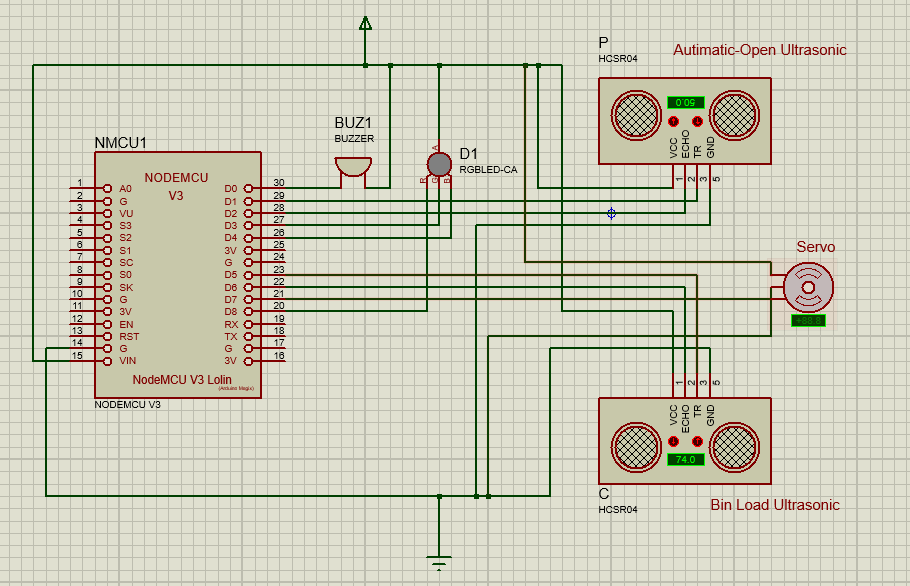 P
HCSR04
Autimatic-Open Ultrasonic
60.0
VCC
ECHO
TR
GND
1
2
3
5
BUZ1
BUZZER
D1
RGBLED-CA
A
R
G
B
NMCU1
NODEMCU
V3
1 A0 D0 30
2 G D1 29
3 VU D2 28
4 S3 D3 27
5 S2 D4 26
6 S1 3V 25
7 SC G 24
8 S0 D5 23
9 SK D6 22
10 G D7 21
11 3V D8 20
12 EN RX 19
13 RST TX 18
14 G G 17
15 VIN 3V 16
NodeMCU V3 Lolin
(Arduino Magix)
NODEMCU V3
Servo
1
2
3
5
VCC
ECHO
TR
GND
74.0
C
HCSR04
Bin Load Ultrasonic